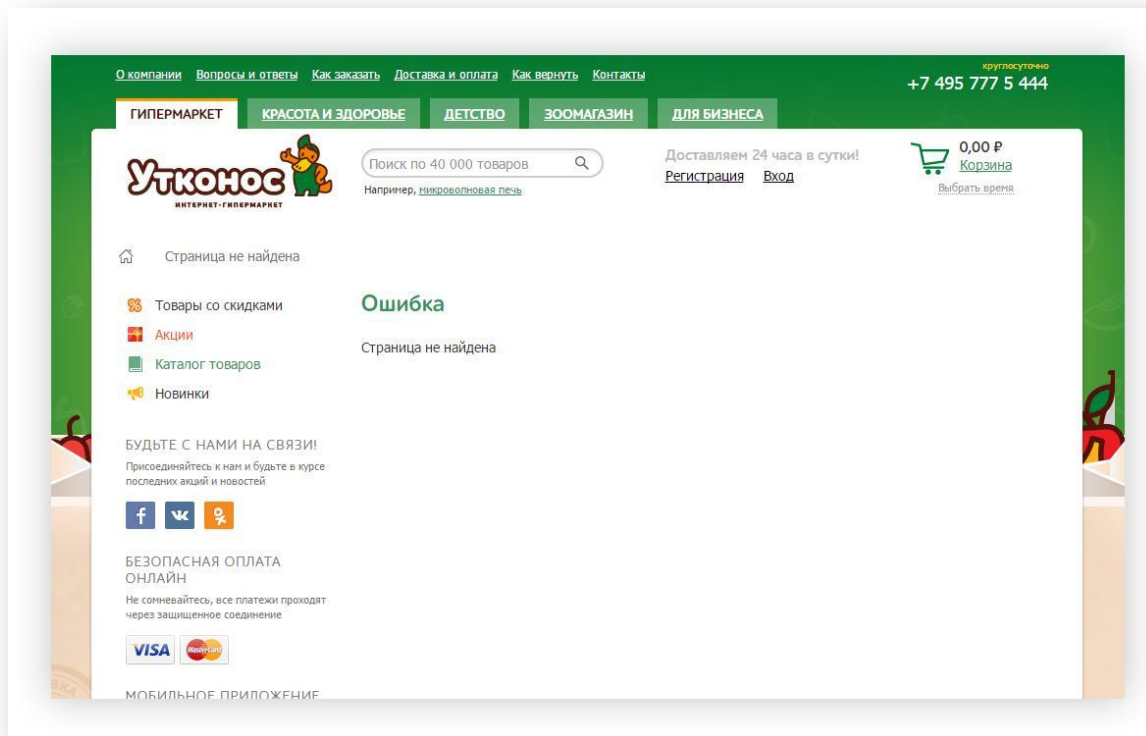 О компании Вопросы и ответы Как заказать Доставка и оплата Как вернуть Контакты
круглосуточно
+7 495 777 5 444
ГИПЕРМАРКЕТ КРАСОТА И ЗДОРОВЬЕ ДЕТСТВО ЗООМАГАЗИН ДЛЯ БИЗНЕСА
Утконос
ИНТЕРНЕТ-ГИПЕРМАРКЕТ
Поиск по 40 000 товаров
Например, микроволновая печь
Доставляем 24 часа в сутки!
Регистрация Вход
0,00 ₽
Корзина
Выбрать время
Страница не найдена
Товары со скидками
Акции
Каталог товаров
Новинки
Ошибка
Страница не найдена
БУДЬТЕ С НАМИ НА СВЯЗИ!
Присоединяйтесь к нам и будьте в курсе
последних акций и новостей
БЕЗОПАСНАЯ ОПЛАТА
ОНЛАЙН
Не сомневайтесь, все платежи проходят
через защищенное соединение
VISA MasterCard
МОБИЛЬНОЕ ПРИЛОЖЕНИЕ